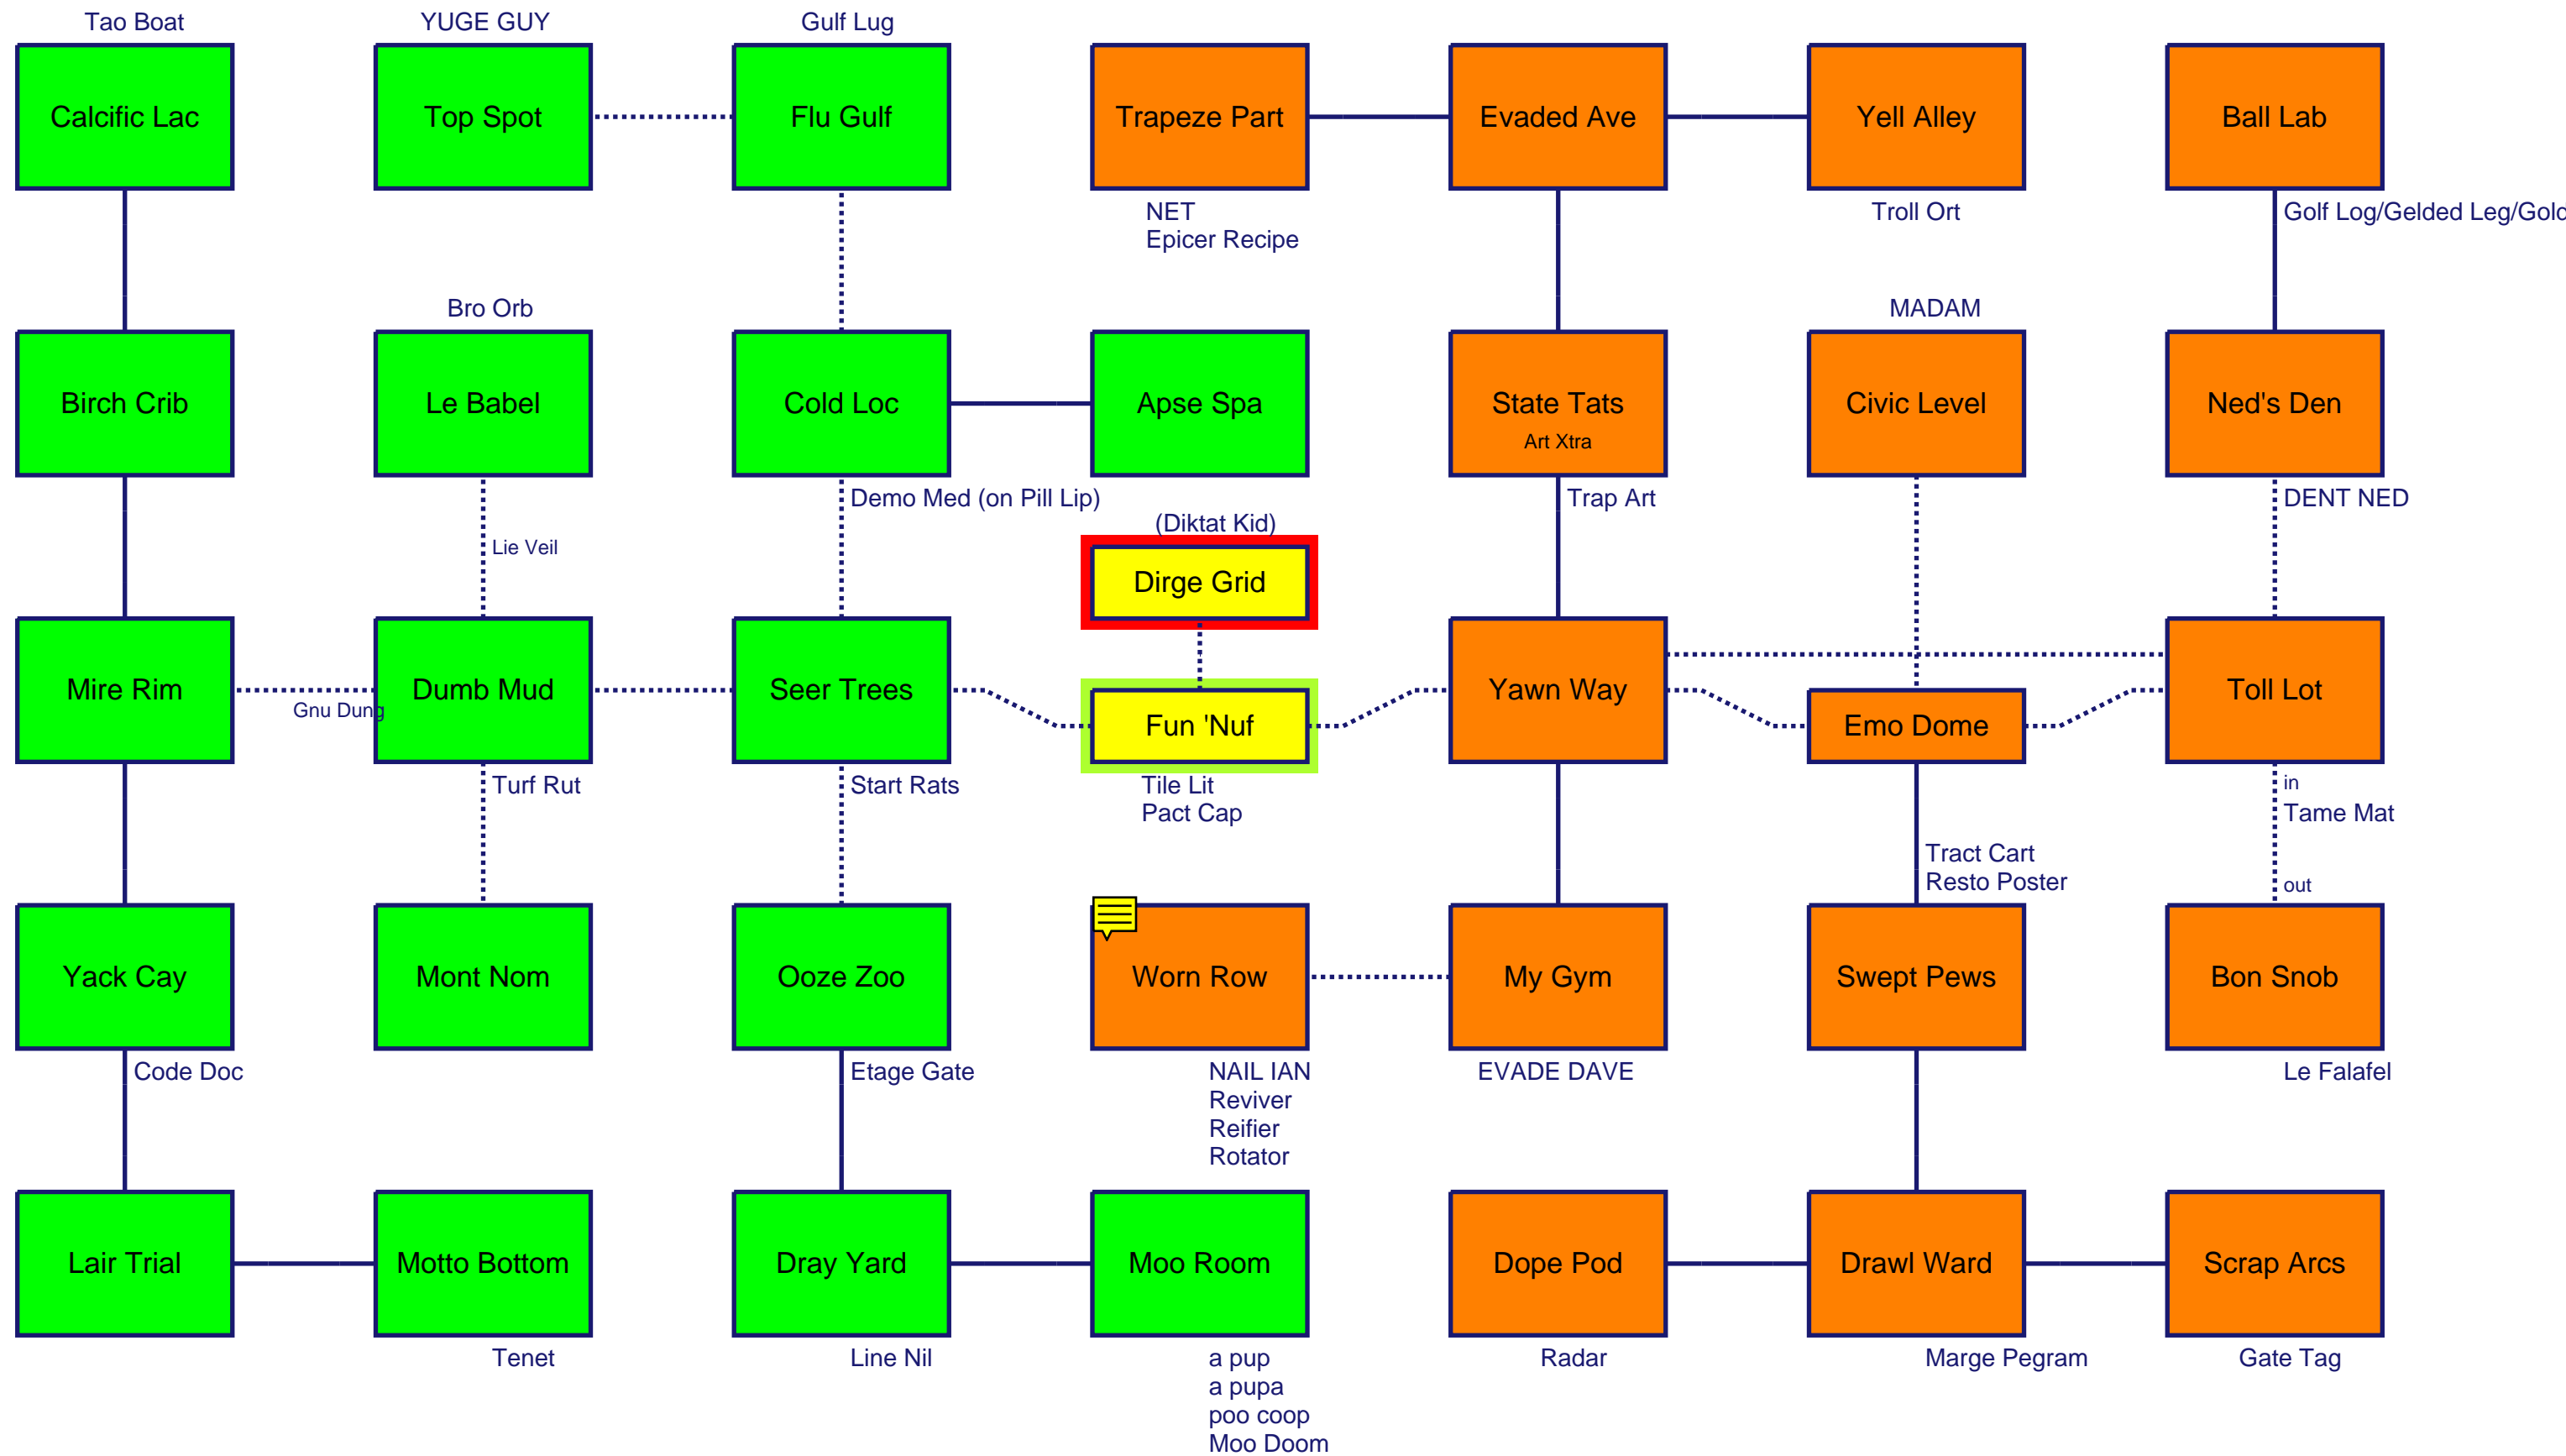 Tao Boat
YUGE GUY
Gulf Lug
Calcific Lac
Top Spot
Flu Gulf
Trapeze Part
Evaded Ave
Yell Alley
Ball Lab
NET
Epicer Recipe
Troll Ort
Golf Log/Gelded Leg/Gold
Bro Orb
MADAM
Birch Crib
Le Babel
Cold Loc
Apse Spa
State Tats
Art Xtra
Civic Level
Ned's Den
Demo Med (on Pill Lip)
Trap Art
DENT NED
(Diktat Kid)
Lie Veil
Dirge Grid
Mire Rim
Gnu Dung
Dumb Mud
Seer Trees
Fun 'Nuf
Yawn Way
Emo Dome
Toll Lot
Turf Rut
Start Rats
Tile Lit
Pact Cap
in
Tame Mat
Tract Cart
Resto Poster
out
Yack Cay
Mont Nom
Ooze Zoo
Worn Row
My Gym
Swept Pews
Bon Snob
Code Doc
Etage Gate
NAIL IAN
Reviver
Reifier
Rotator
EVADE DAVE
Le Falafel
Lair Trial
Motto Bottom
Dray Yard
Moo Room
Dope Pod
Drawl Ward
Scrap Arcs
Tenet
Line Nil
a pup
a pupa
poo coop
Moo Doom
Radar
Marge Pegram
Gate Tag